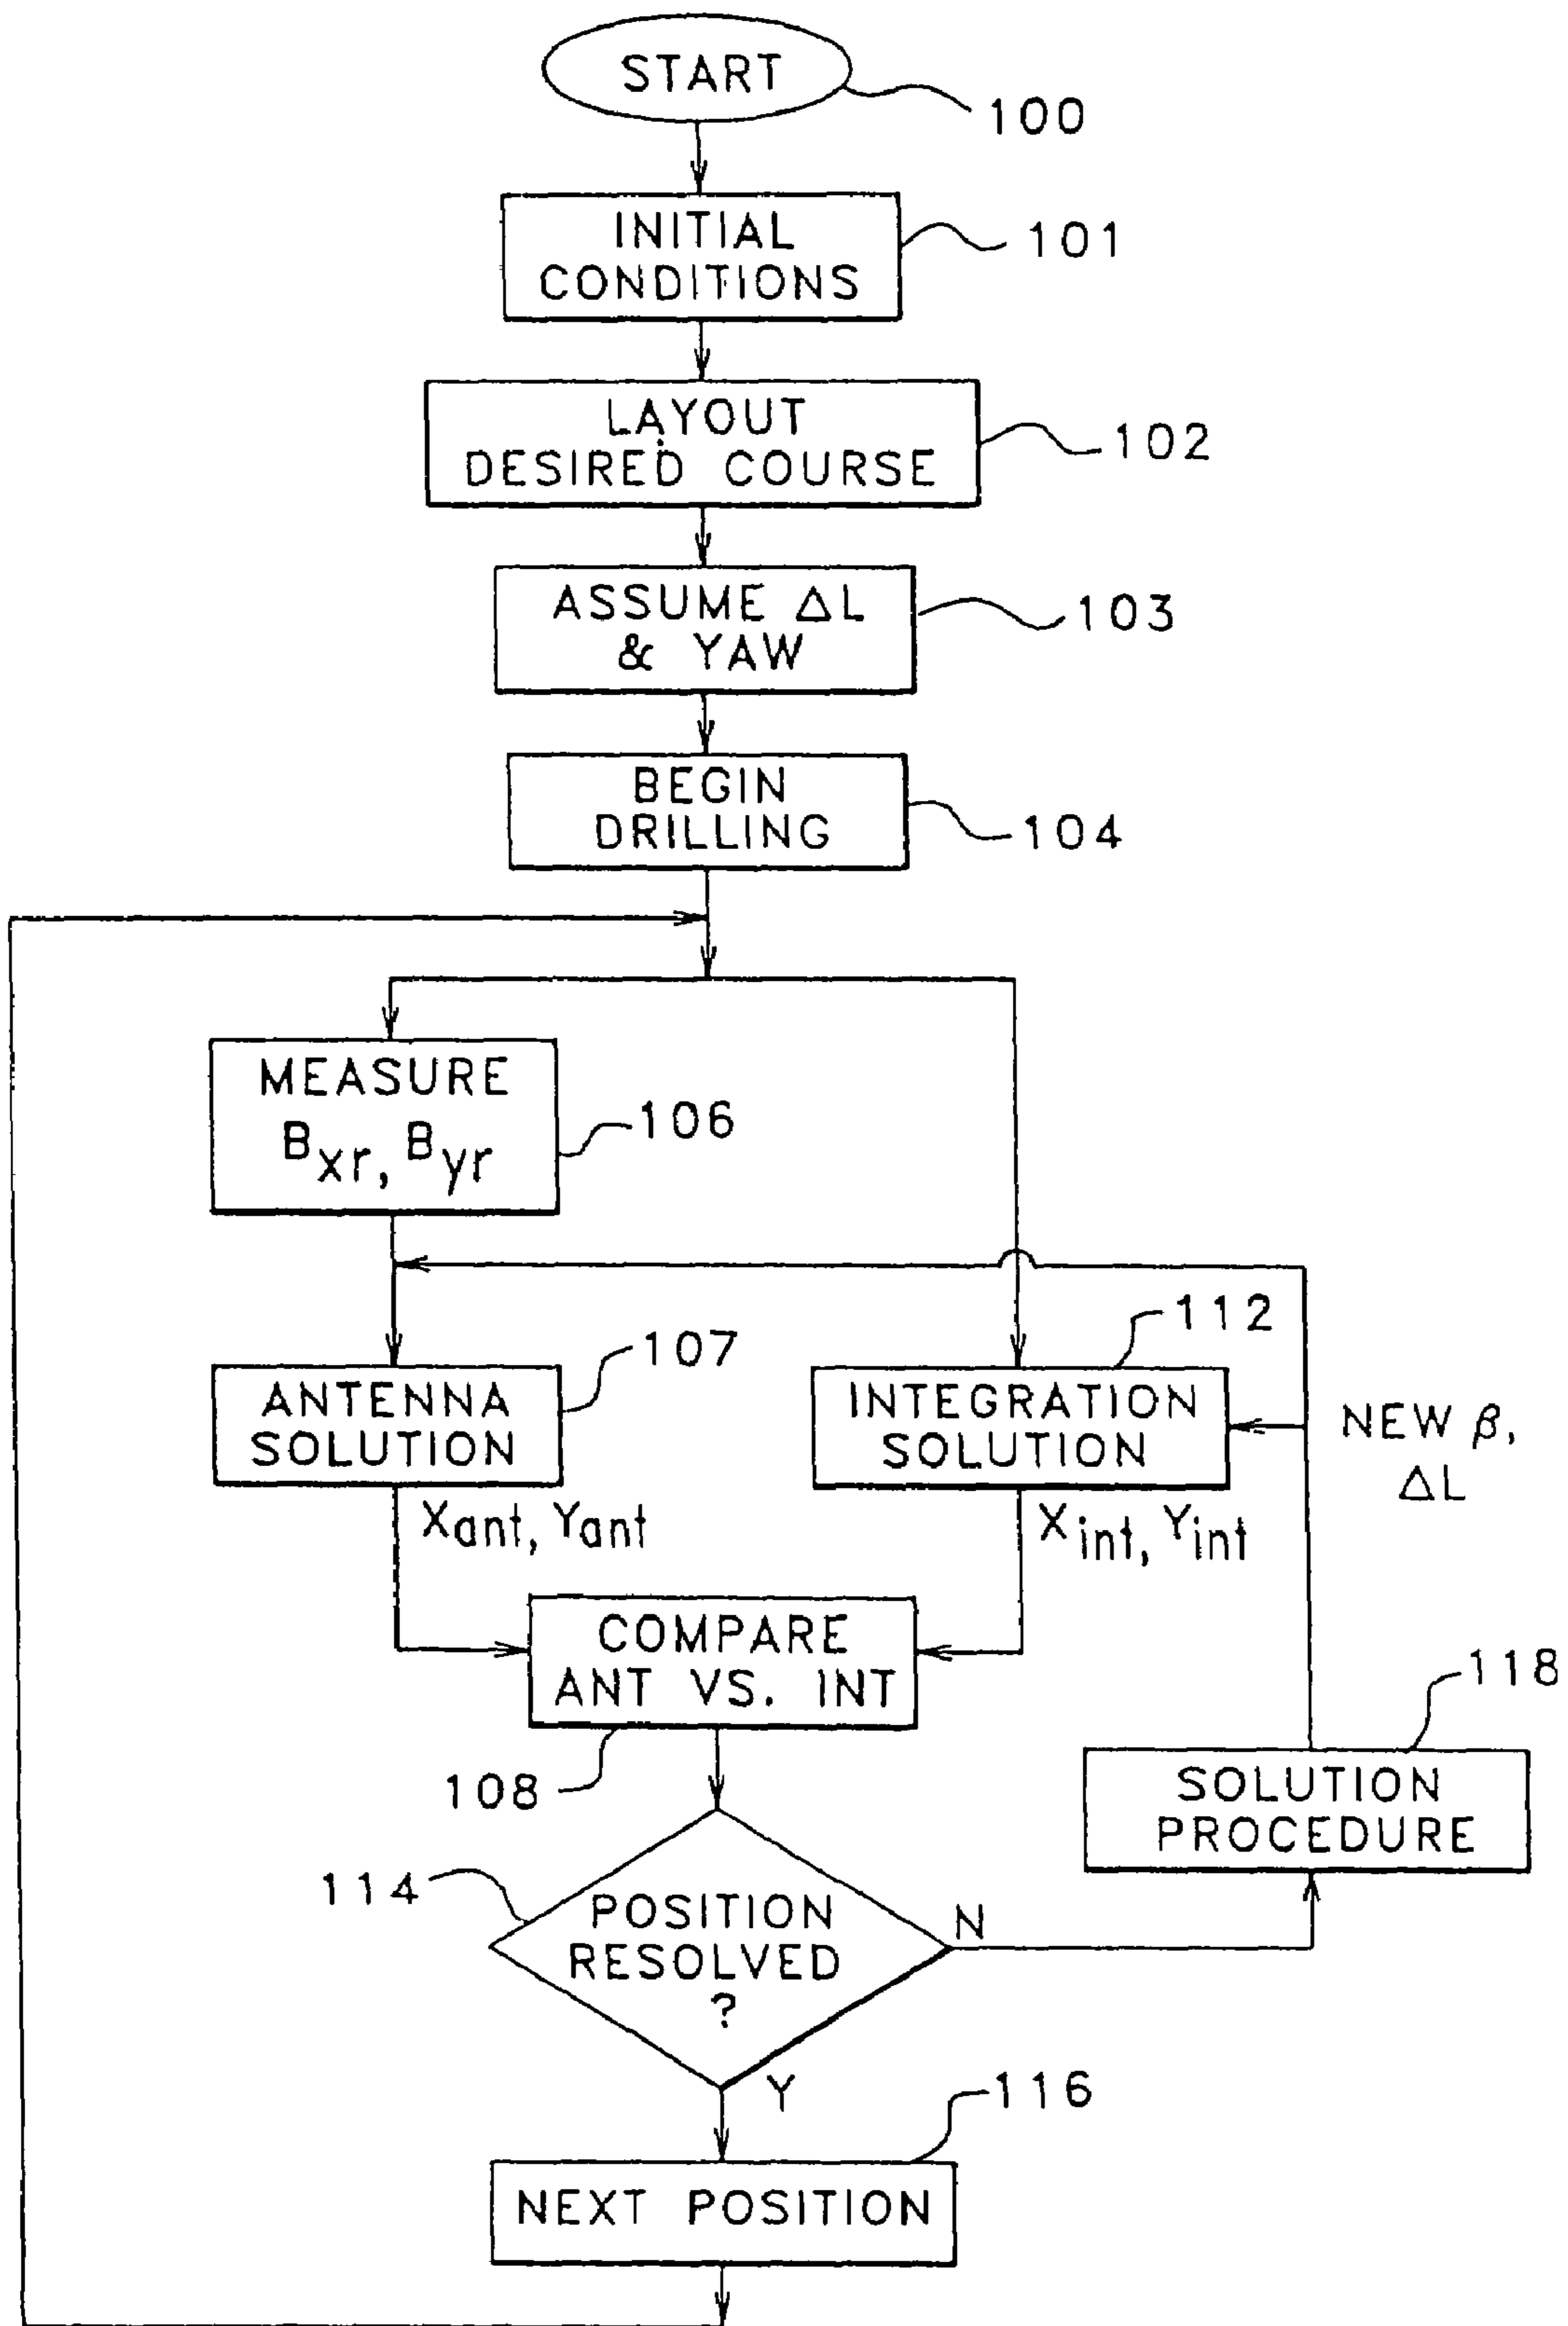 START
100
INITIAL
CONDITIONS
101
LAYOUT
DESIRED COURSE
102
ASSUME ΔL
& YAW
103
BEGIN
DRILLING
104
MEASURE
Bxr, Byr
106
ANTENNA
SOLUTION
107
INTEGRATION
SOLUTION
112
NEW β,
ΔL
Xant, Yant
Xint, Yint
COMPARE
ANT VS. INT
108
SOLUTION
PROCEDURE
118
POSITION
RESOLVED
?
114
N
Y
NEXT POSITION
116